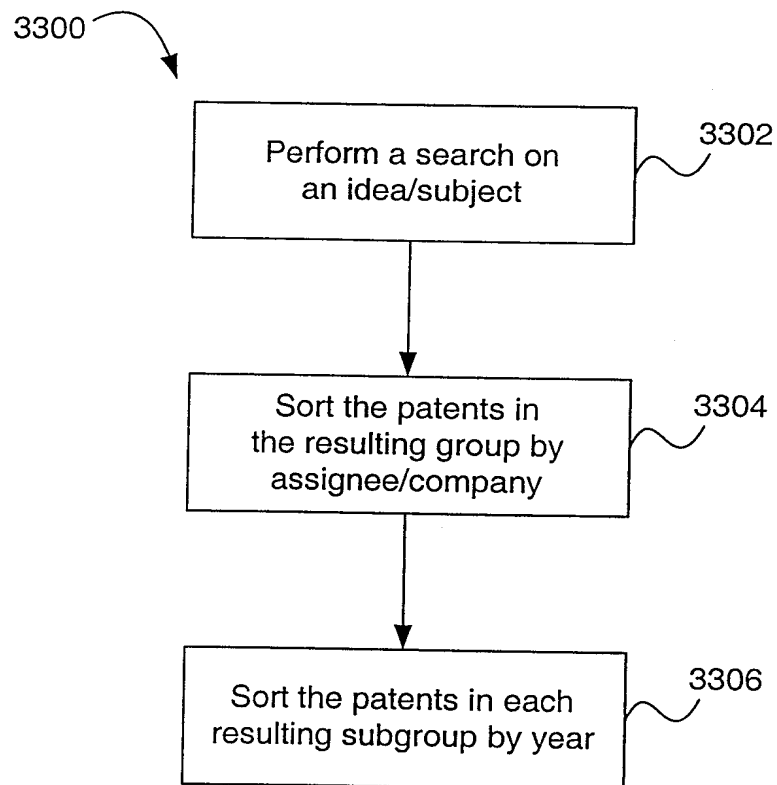 3300
Perform a search on
an idea/subject
3302
Sort the patents in
the resulting group by
assignee/company
3304
Sort the patents in each
resulting subgroup by year
3306